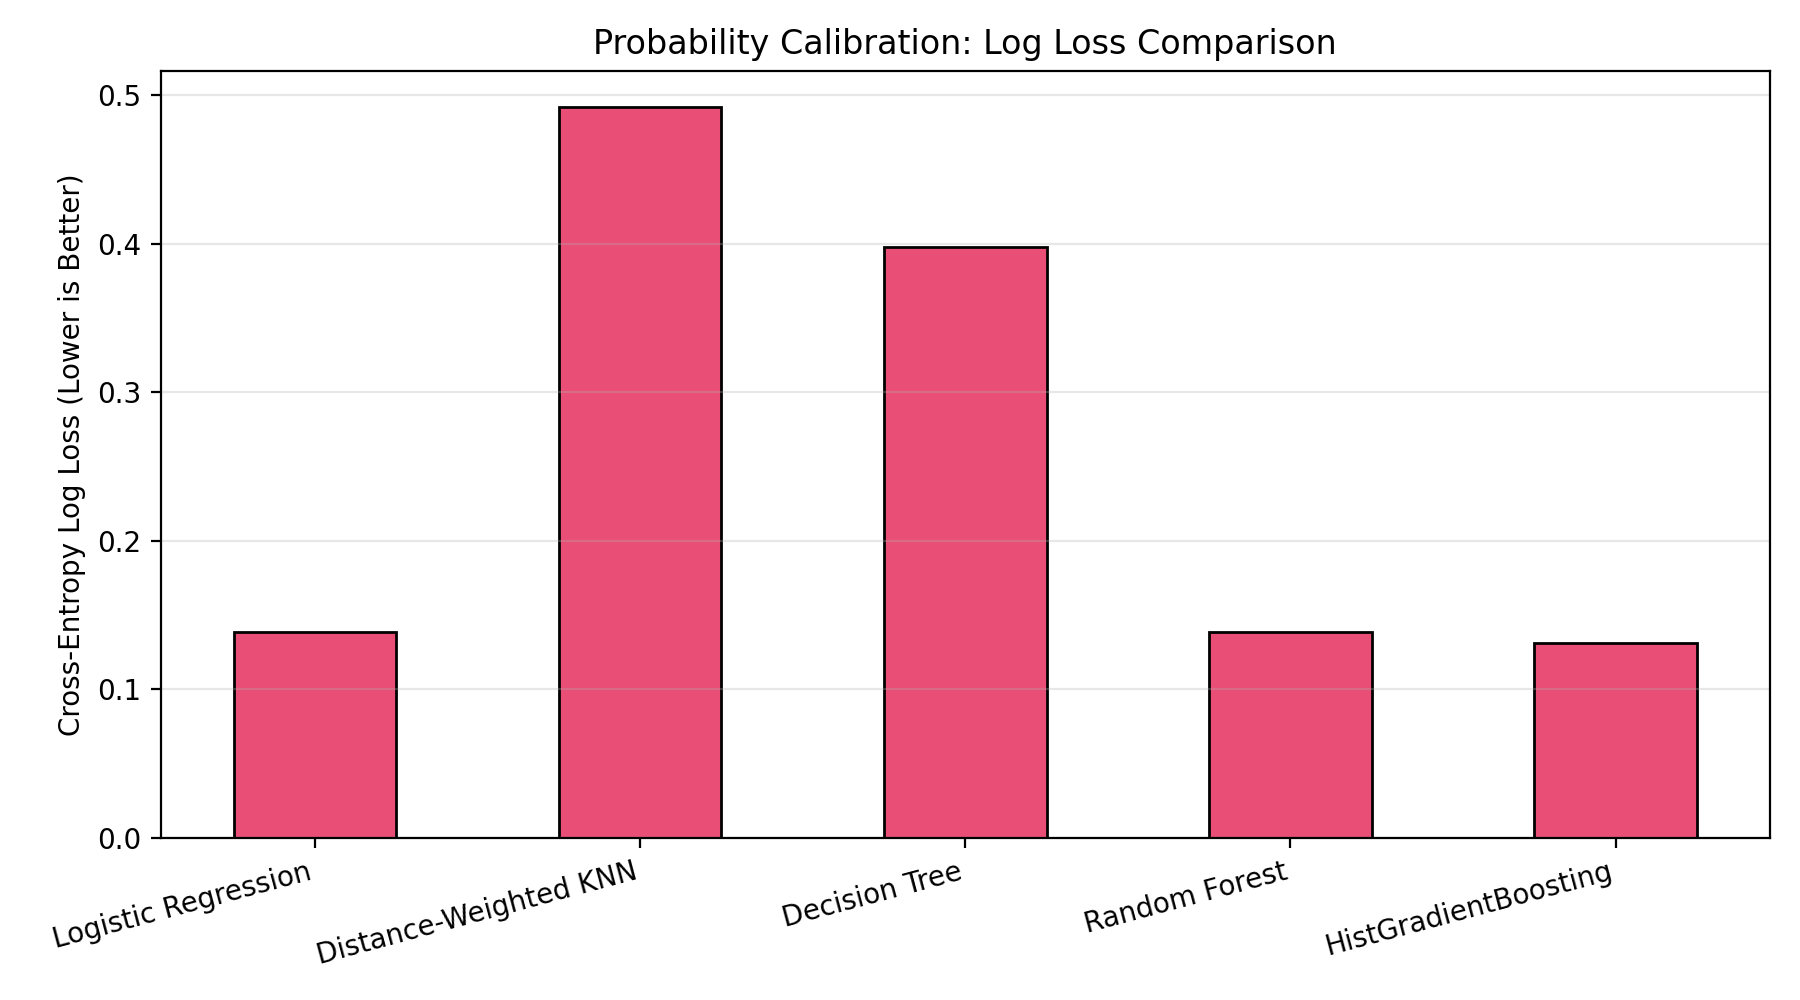 Probability Calibration: Log Loss Comparison
Cross-Entropy Log Loss (Lower is Better)
0.5
0.4
0.3
0.2
0.1
0.0
Logistic Regression
Distance-Weighted KNN
Decision Tree
Random Forest
HistGradientBoosting